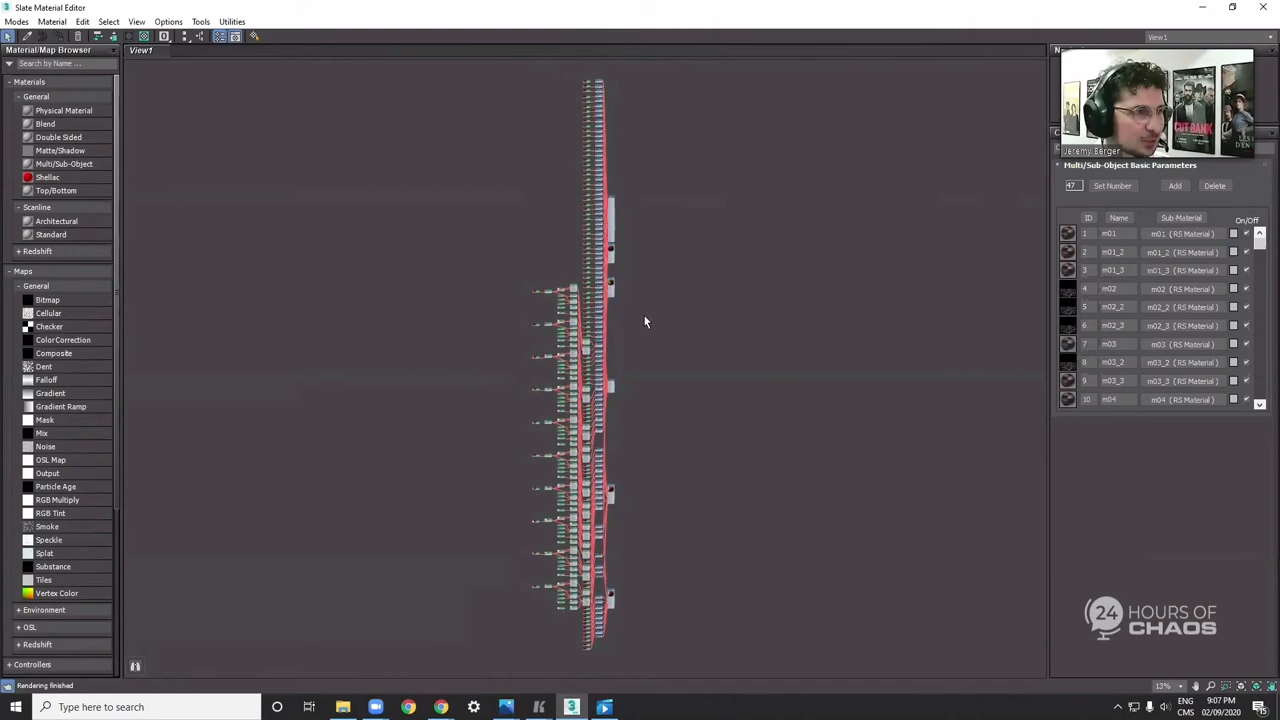 Slate Material Editor
Modes Material Edit Select View Options Tools Utilities
Material/Map Browser
View1
View1
Search by Name ...
- Materials
- General
Physical Material
Blend
Double Sided
Matte/Shadow
Multi/Sub-Object
Shellac
Top/Bottom
- Scanline
Architectural
Standard
+ Redshift
- Maps
- General
Bitmap
Cellular
Checker
ColorCorrection
Composite
Dent
Falloff
Gradient
Gradient Ramp
Mask
Mix
Noise
OSL Map
Output
Particle Age
RGB Multiply
RGB Tint
Smoke
Speckle
Splat
Substance
Tiles
Vertex Color
+ Environment
+ OSL
+ Redshift
+ Controllers
Rendering finished
CUT BANK
Jeremy Berger
Multi/Sub-Object Basic Parameters
47 Set Number Add Delete
ID Name Sub-Material On/Off
1 m01 m01 (RS Material)
2 m01_2 m01_2 (RS Material)
3 m01_3 m01_3 (RS Material)
4 m02 m02 (RS Material)
5 m02_2 m02_2 (RS Material)
6 m02_3 m02_3 (RS Material)
7 m03 m03 (RS Material)
8 m03_2 m03_2 (RS Material)
9 m03_3 m03_3 (RS Material)
10 m04 m04 (RS Material)
24 HOURS OF
CHAOS
13%
Type here to search
ENG
CMS
9:07 PM
02/09/2020
15